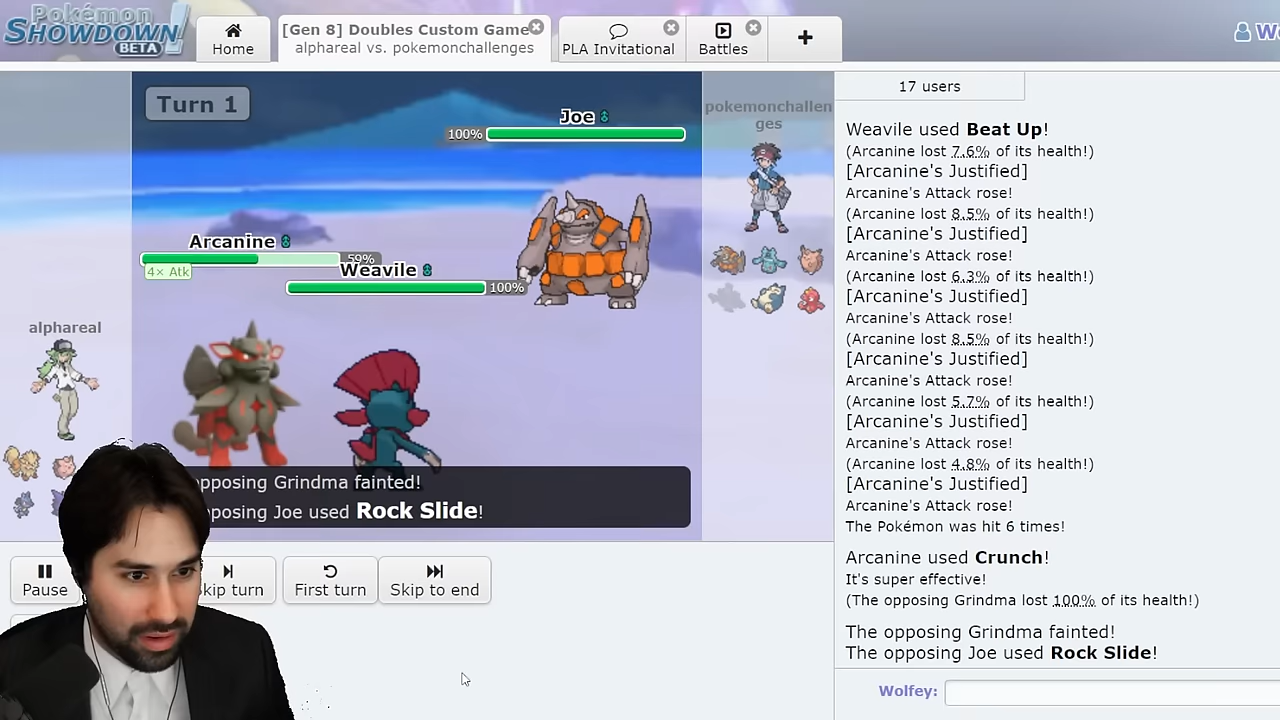 Pokémon
SHOWDOWN!
BETA
Home
[Gen 8] Doubles Custom Game
alphareal vs. pokemonchallenges
PLA Invitational
Battles
+
Turn 1
Joe
100%
pokemonchallen
ges
Arcanine
59%
4× Atk
Weavile
100%
alphareal
opposing Grindma fainted!
opposing Joe used Rock Slide!
Pause
Skip turn
First turn
Skip to end
17 users
Weavile used Beat Up!
(Arcanine lost 7.6% of its health!)
[Arcanine's Justified]
Arcanine's Attack rose!
(Arcanine lost 8.5% of its health!)
[Arcanine's Justified]
Arcanine's Attack rose!
(Arcanine lost 6.3% of its health!)
[Arcanine's Justified]
Arcanine's Attack rose!
(Arcanine lost 8.5% of its health!)
[Arcanine's Justified]
Arcanine's Attack rose!
(Arcanine lost 5.7% of its health!)
[Arcanine's Justified]
Arcanine's Attack rose!
(Arcanine lost 4.8% of its health!)
[Arcanine's Justified]
Arcanine's Attack rose!
The Pokémon was hit 6 times!
Arcanine used Crunch!
It's super effective!
(The opposing Grindma lost 100% of its health!)
The opposing Grindma fainted!
The opposing Joe used Rock Slide!
Wolfey: